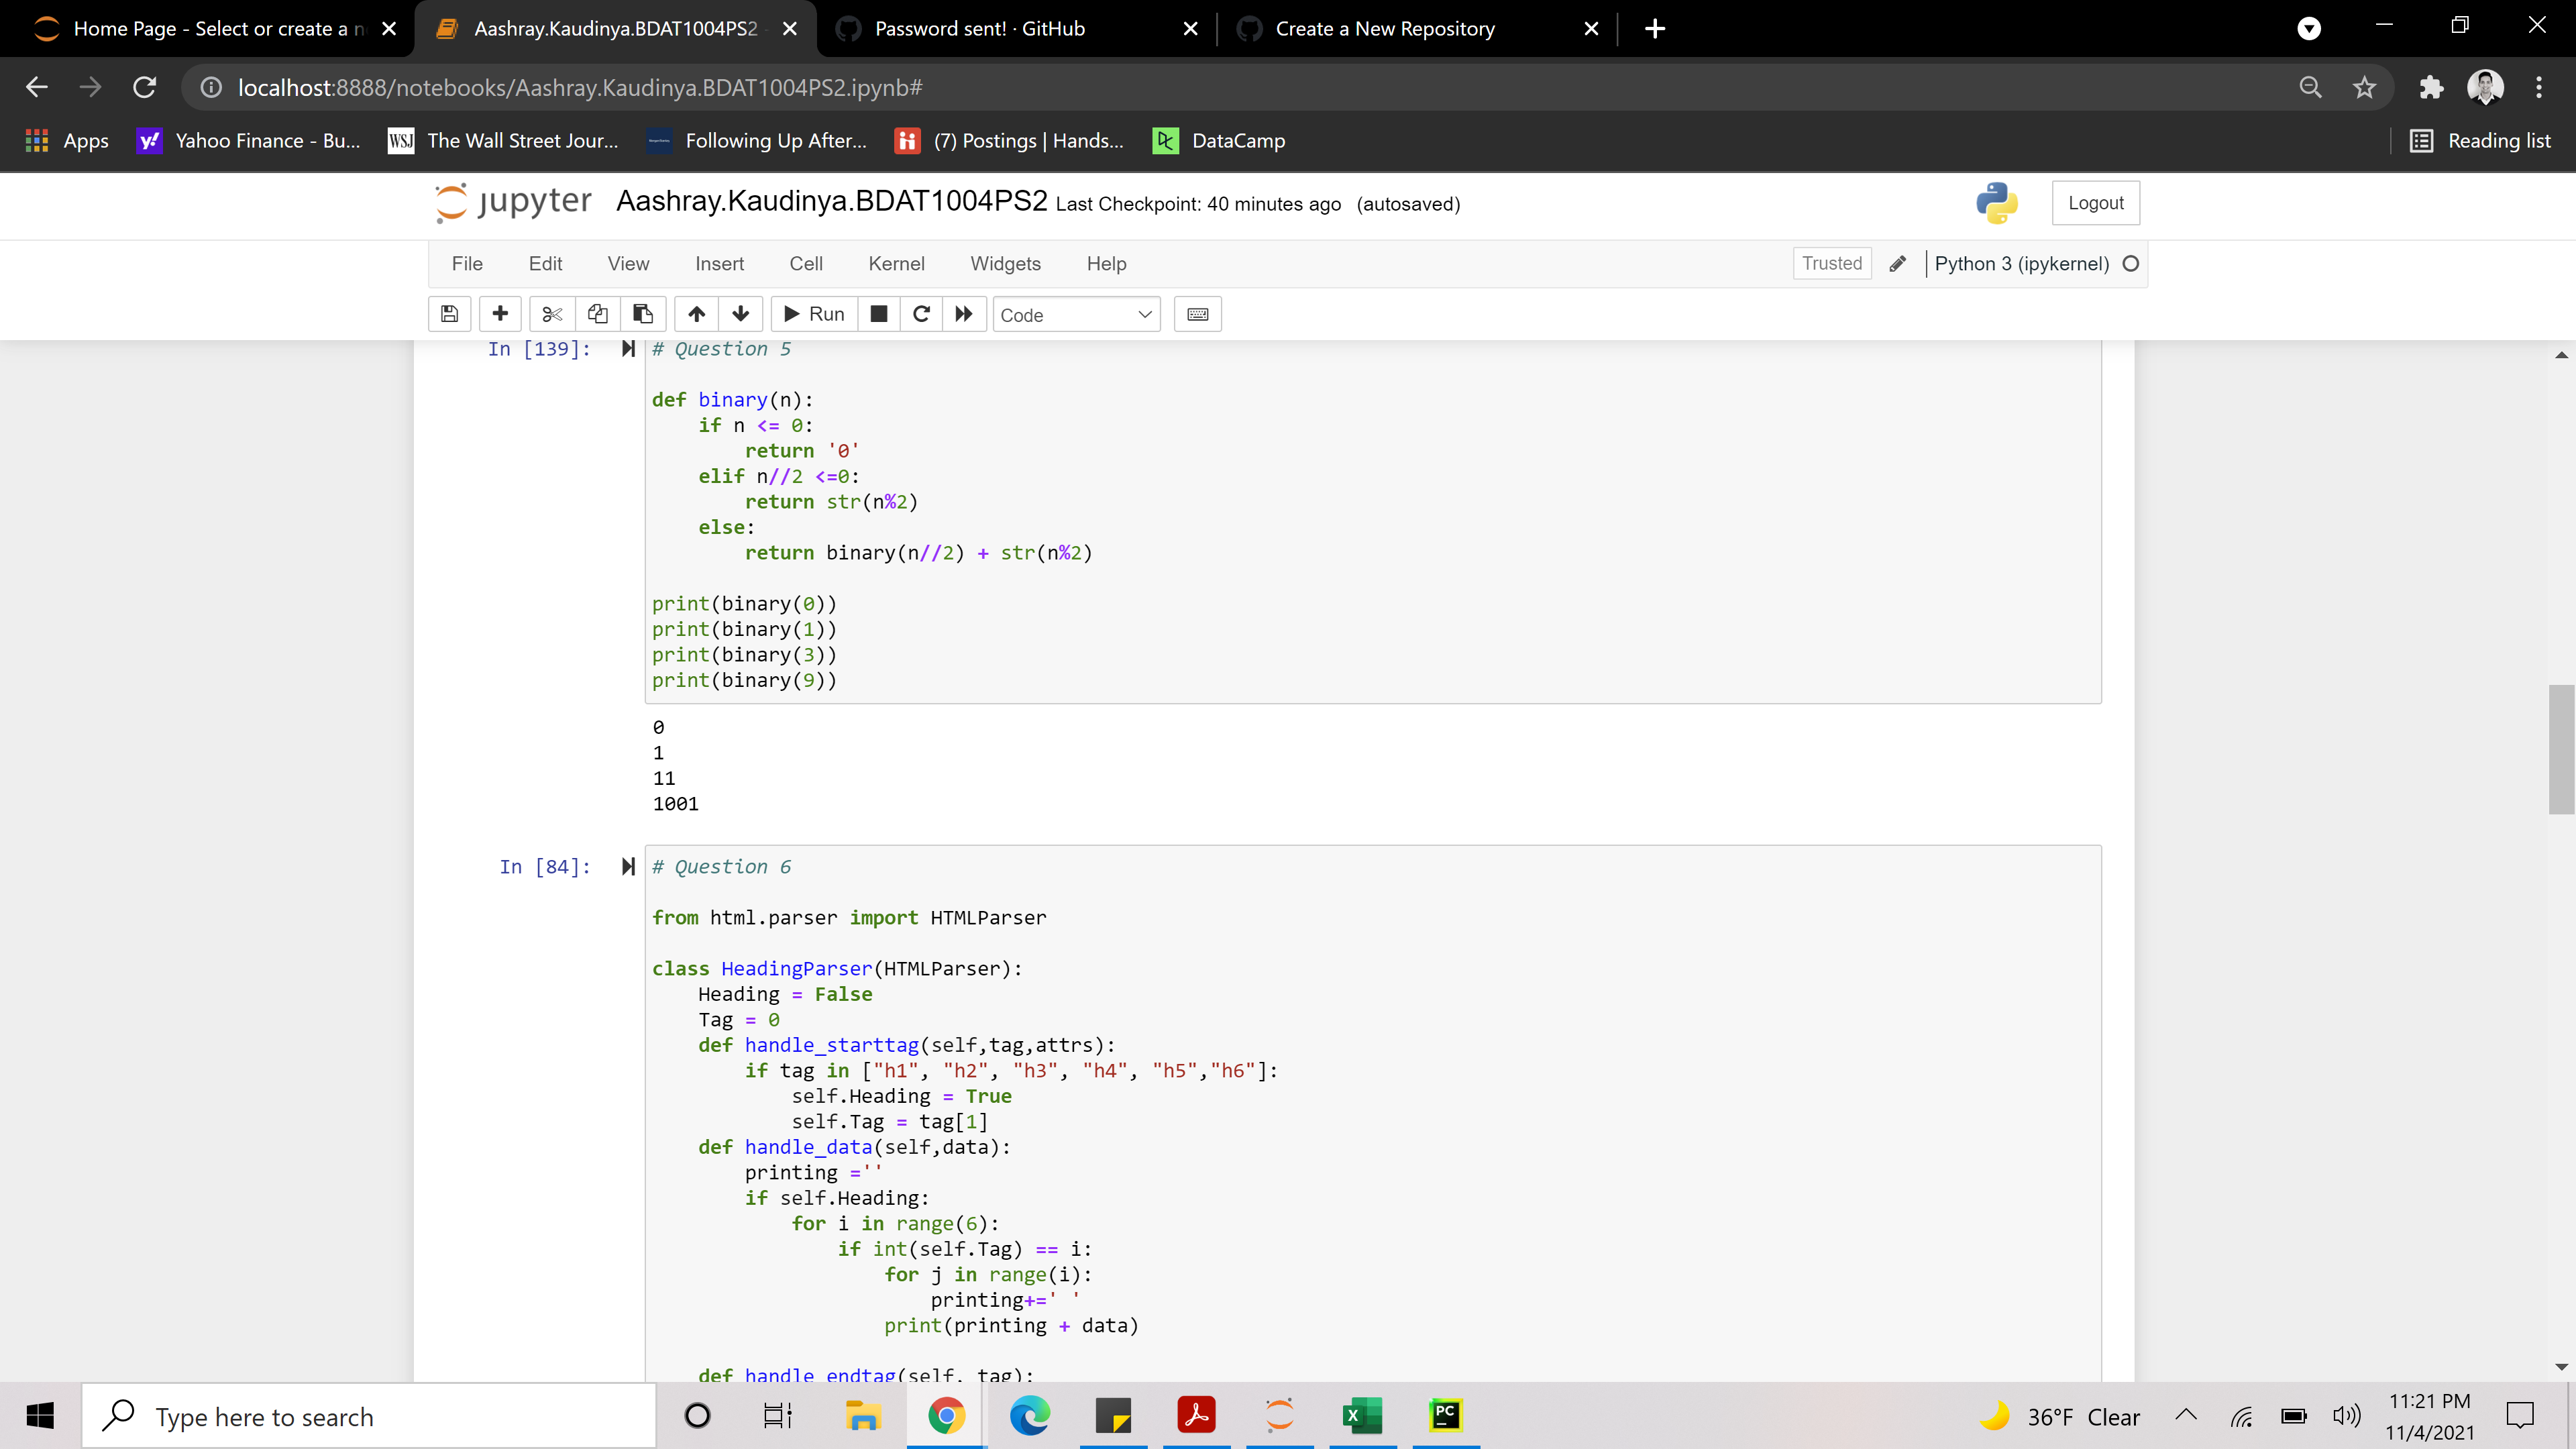 Home Page - Select or create a n
Aashray.Kaudinya.BDAT1004PS2 -
Password sent! · GitHub
Create a New Repository
localhost:8888/notebooks/Aashray.Kaudinya.BDAT1004PS2.ipynb#
Apps
Yahoo Finance - Bu...
WSJ The Wall Street Jour...
Following Up After...
(7) Postings | Hands...
DataCamp
Reading list
jupyter Aashray.Kaudinya.BDAT1004PS2 Last Checkpoint: 40 minutes ago (autosaved)
Logout
File Edit View Insert Cell Kernel Widgets Help
Trusted Python 3 (ipykernel)
Run Code
In [139]: # Question 5
def binary(n):
    if n <= 0:
        return '0'
    elif n//2 <=0:
        return str(n%2)
    else:
        return binary(n//2) + str(n%2)
print(binary(0))
print(binary(1))
print(binary(3))
print(binary(9))
0
1
11
1001
In [84]: # Question 6
from html.parser import HTMLParser
class HeadingParser(HTMLParser):
    Heading = False
    Tag = 0
    def handle_starttag(self,tag,attrs):
        if tag in ["h1", "h2", "h3", "h4", "h5","h6"]:
            self.Heading = True
            self.Tag = tag[1]
    def handle_data(self,data):
        printing =''
        if self.Heading:
            for i in range(6):
                if int(self.Tag) == i:
                    for j in range(i):
                        printing+=' '
                    print(printing + data)
    def handle_endtag(self, tag):
Type here to search
PC
36°F Clear
11:21 PM
11/4/2021